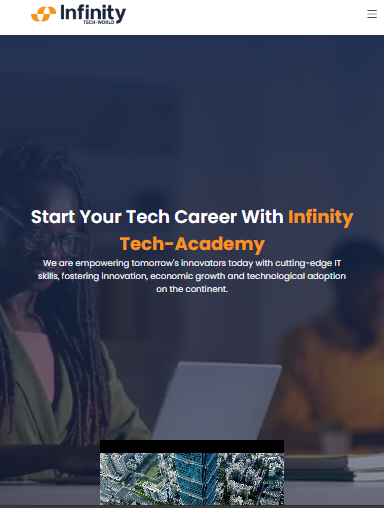 Infinity
TECH-WORLD
Start Your Tech Career With Infinity
Tech-Academy
We are empowering tomorrow's innovators today with cutting-edge IT
skills, fostering innovation, economic growth and technological adoption
on the continent.